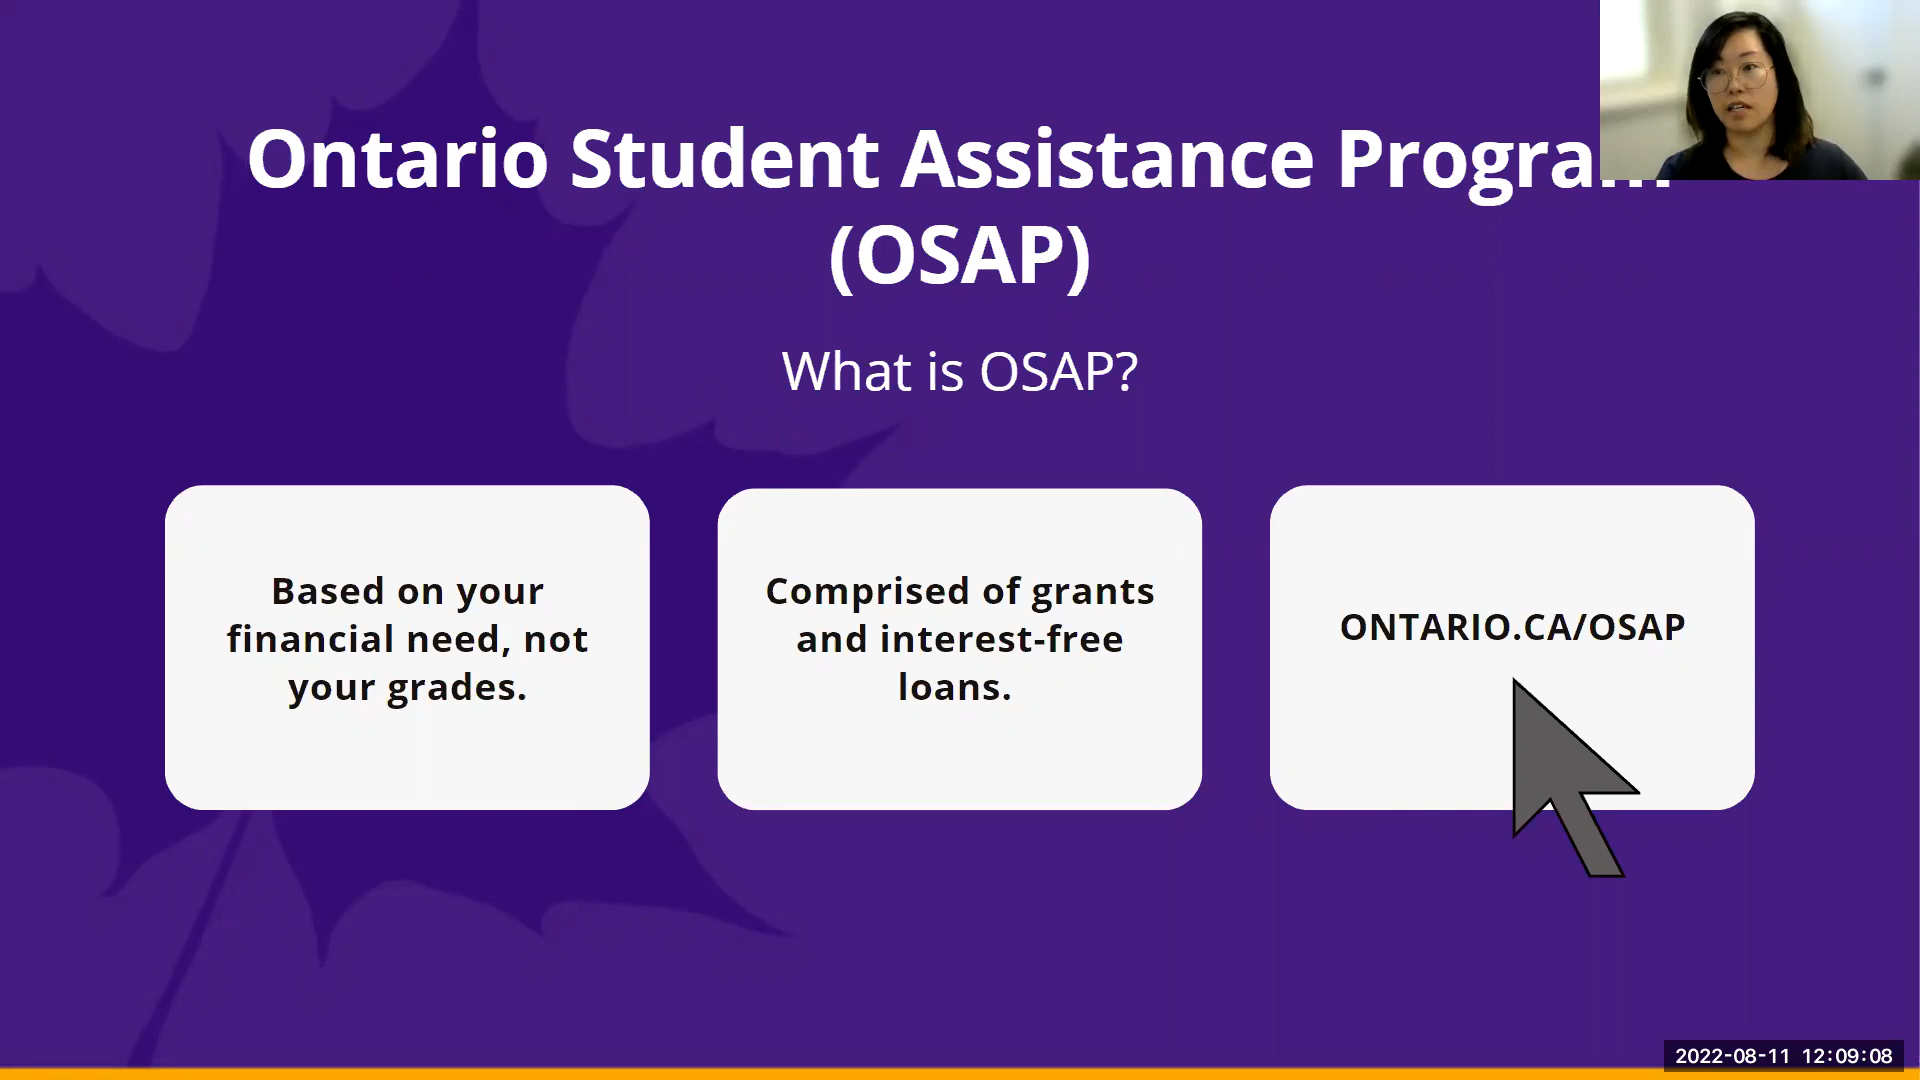 Ontario Student Assistance Program
(OSAP)
What is OSAP?
Based on your
financial need, not
your grades.
Comprised of grants
and interest-free
loans.
ONTARIO.CA/OSAP
2022-08-11 12:09:08